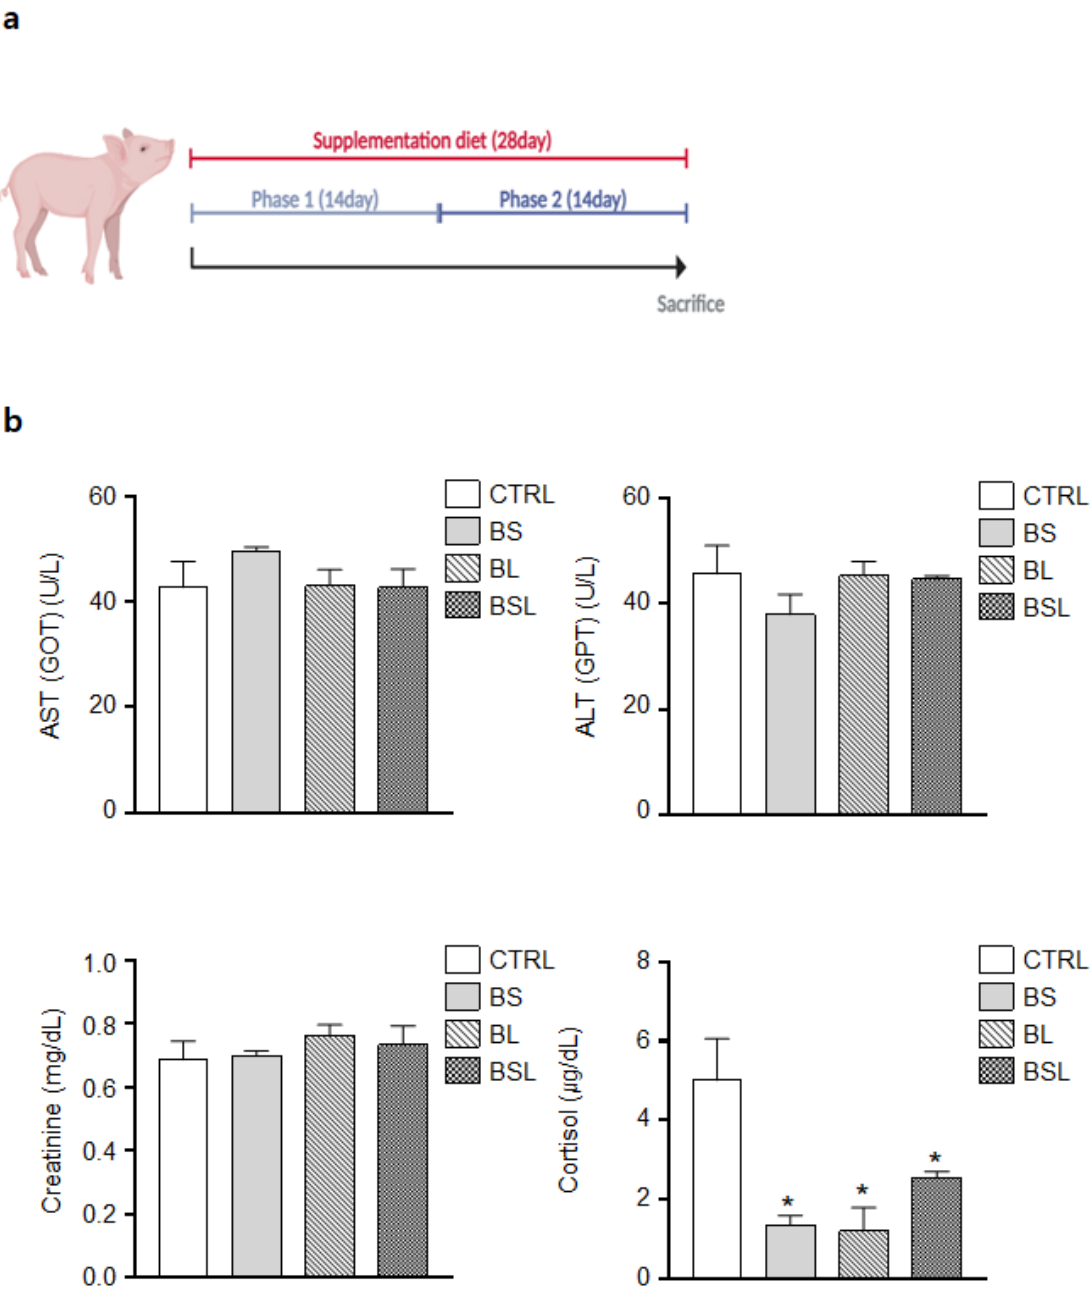 a
Supplementation diet (28day)
Phase 1 (14day)
Phase 2 (14day)
Sacrifice
b
AST (GOT) (U/L)
60
40
20
0
CTRL
BS
BL
BSL
ALT (GPT) (U/L)
60
40
20
0
CTRL
BS
BL
BSL
Creatinine (mg/dL)
1.0
0.8
0.6
0.4
0.2
0.0
CTRL
BS
BL
BSL
Cortisol (µg/dL)
8
6
4
2
0
*
*
*
CTRL
BS
BL
BSL